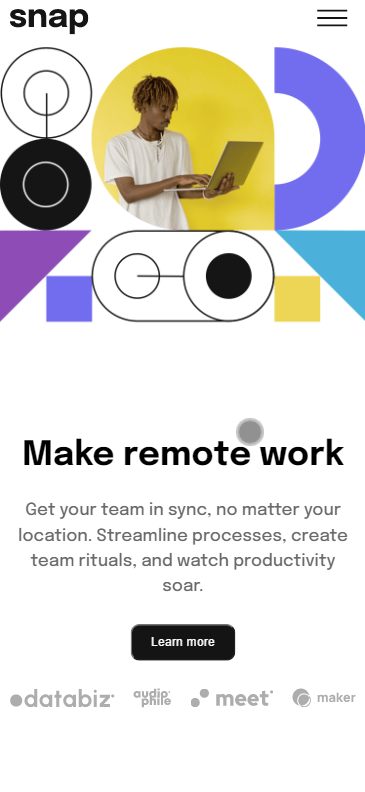 snap
Make remote work
Get your team in sync, no matter your
location. Streamline processes, create
team rituals, and watch productivity
soar.
Learn more
databiz
audiophile
meet
maker